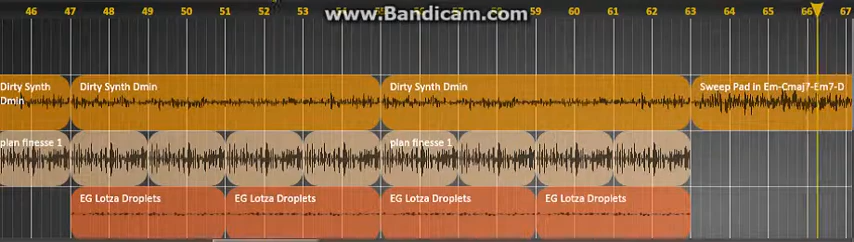 www.Bandicam.com
46 47 48 49 50 51 52 53 55 56 59 60 61 62 63 64 65 66 67
Dirty Synth Dmin
Dirty Synth Dmin
Dirty Synth Dmin
Sweep Pad in Em-Cmaj7-Em7-D
plan finesse 1
plan finesse 1
EG Lotza Droplets
EG Lotza Droplets
EG Lotza Droplets
EG Lotza Droplets